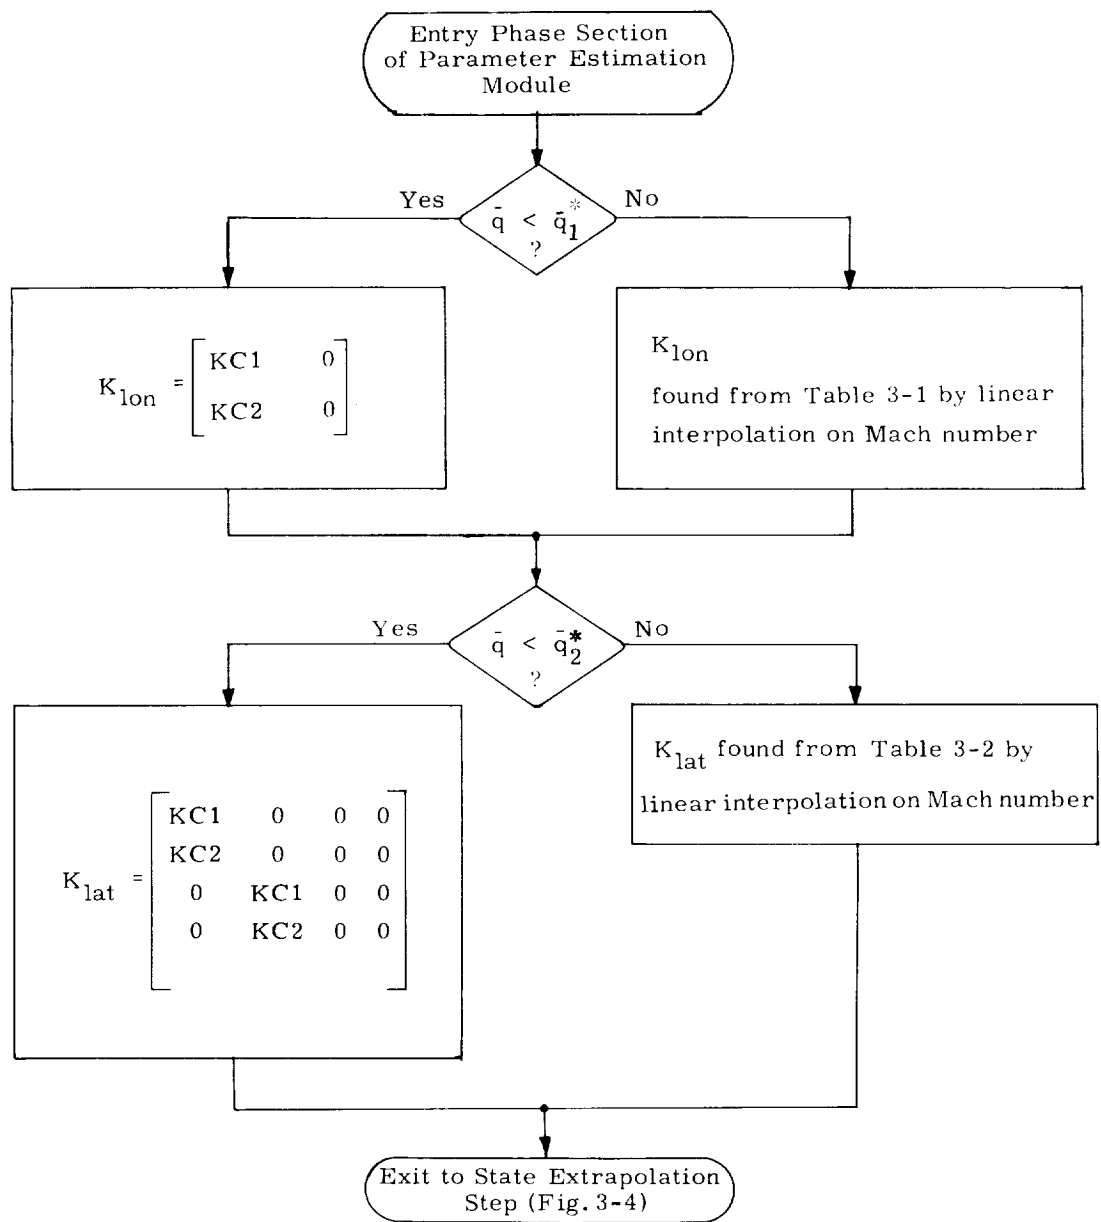 Entry Phase Section
of Parameter Estimation
Module
Yes
No
q̄ < q̄₁*
?
K_lon = [KC1 0
KC2 0]
K_lon
found from Table 3-1 by linear
interpolation on Mach number
Yes
No
q̄ < q̄₂*
?
K_lat = [KC1 0 0 0
KC2 0 0 0
0 KC1 0 0
0 KC2 0 0]
K_lat found from Table 3-2 by
linear interpolation on Mach number
Exit to State Extrapolation
Step (Fig. 3-4)